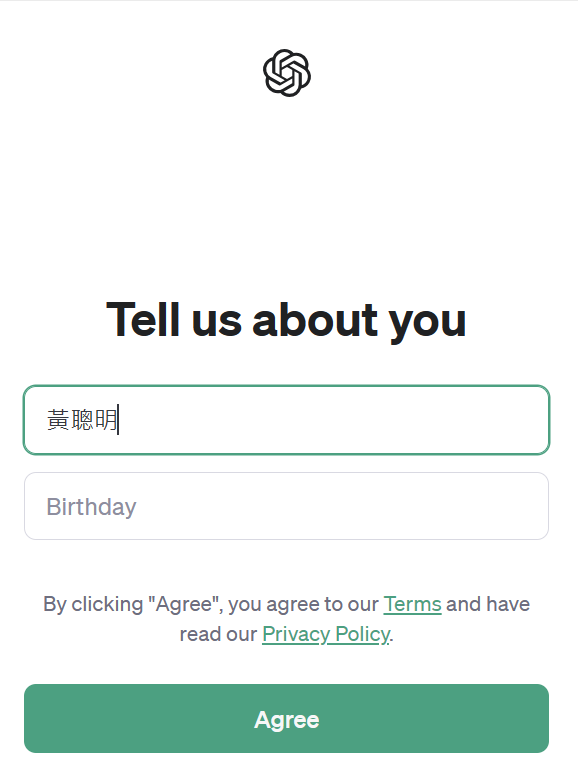 Tell us about you
黃聰明
Birthday
By clicking "Agree", you agree to our Terms and have
read our Privacy Policy.
Agree